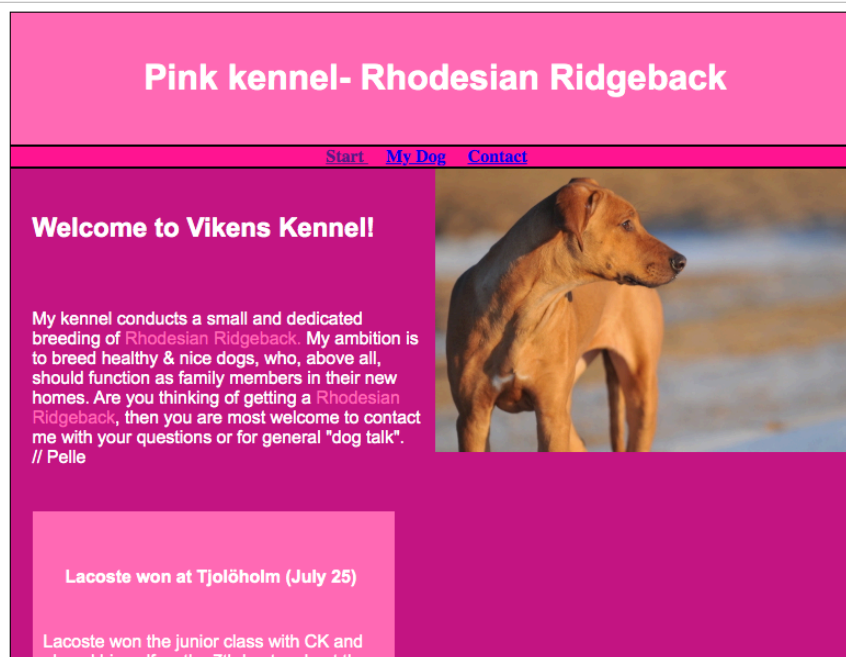 Pink kennel- Rhodesian Ridgeback
Start My Dog Contact
Welcome to Vikens Kennel!
My kennel conducts a small and dedicated
breeding of Rhodesian Ridgeback. My ambition is
to breed healthy & nice dogs, who, above all,
should function as family members in their new
homes. Are you thinking of getting a Rhodesian
Ridgeback, then you are most welcome to contact
me with your questions or for general "dog talk".
// Pelle
Lacoste won at Tjolöholm (July 25)
Lacoste won the junior class with CK and